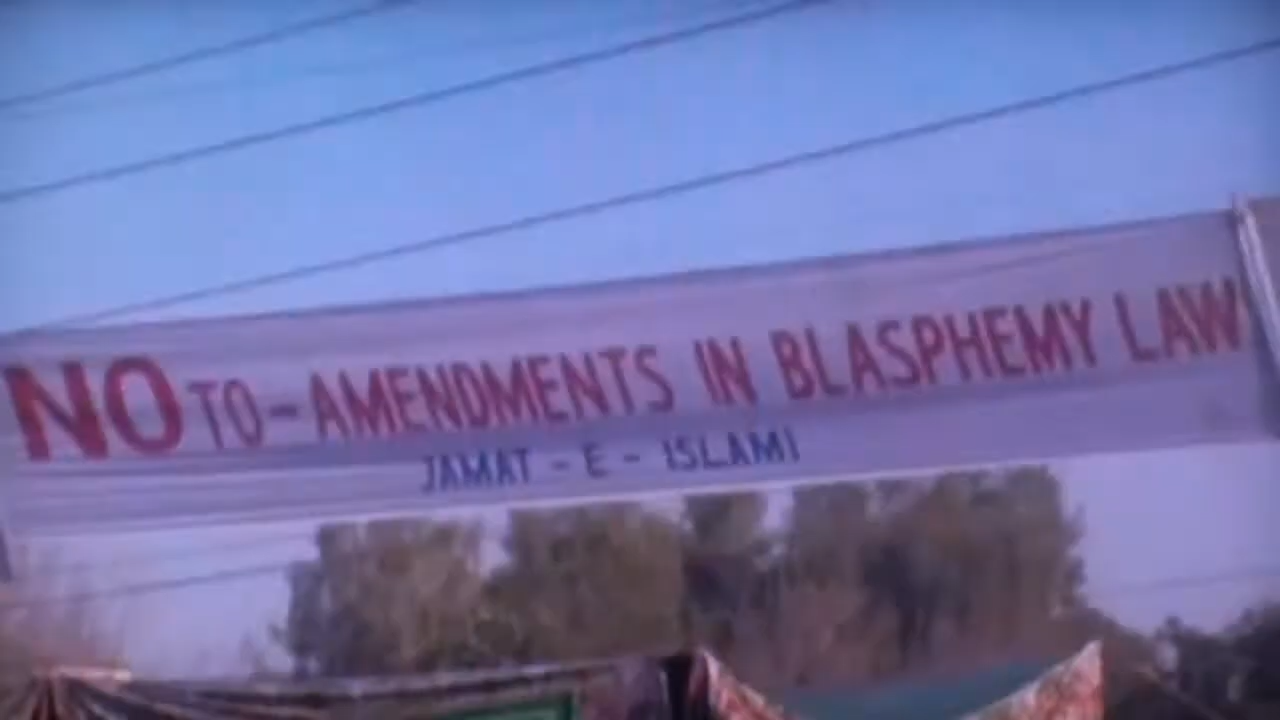 NO TO-AMENDMENTS IN BLASPHEMY LAW
JAMAT - E - ISLAMI